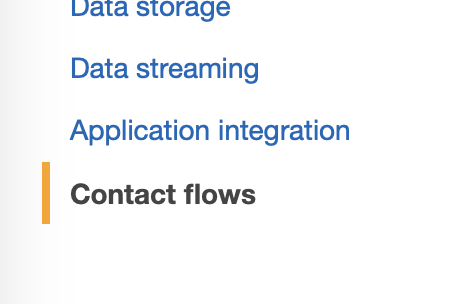 Data storage
Data streaming
Application integration
Contact flows